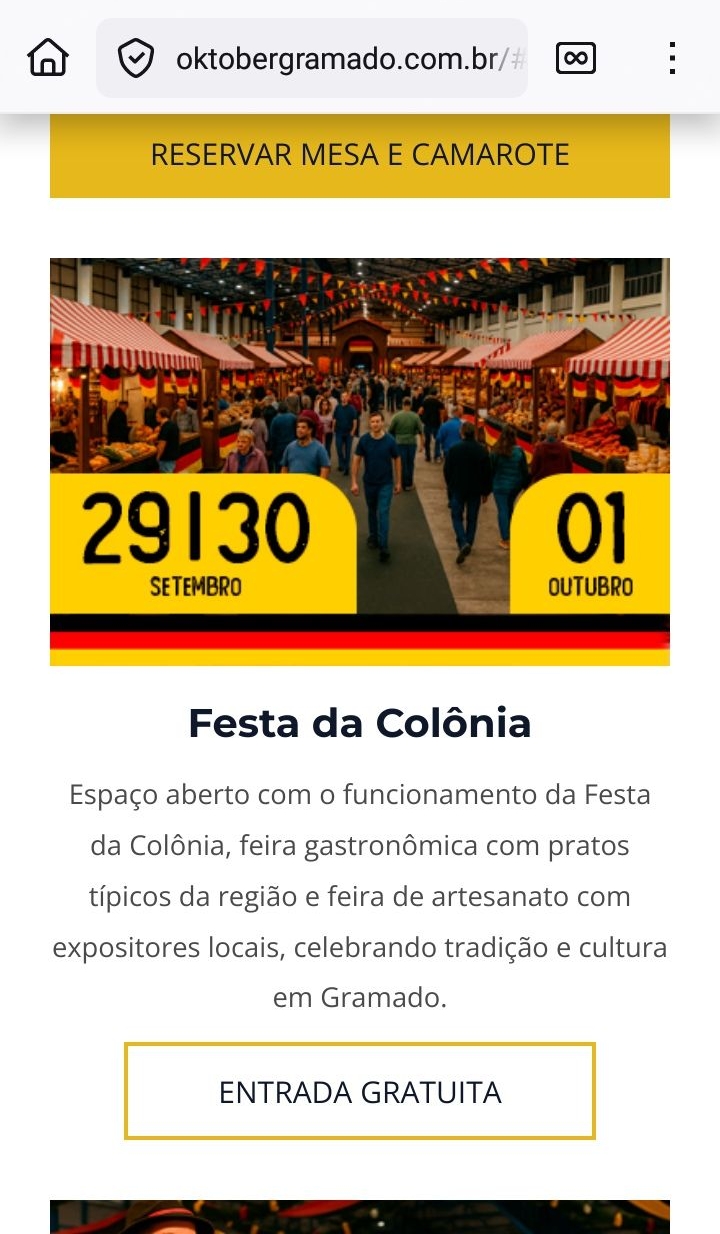 oktobergramado.com.br/#
RESERVAR MESA E CAMAROTE
29|30
SETEMBRO
01
OUTUBRO
Festa da Colônia
Espaço aberto com o funcionamento da Festa
da Colônia, feira gastronômica com pratos
típicos da região e feira de artesanato com
expositores locais, celebrando tradição e cultura
em Gramado.
ENTRADA GRATUITA